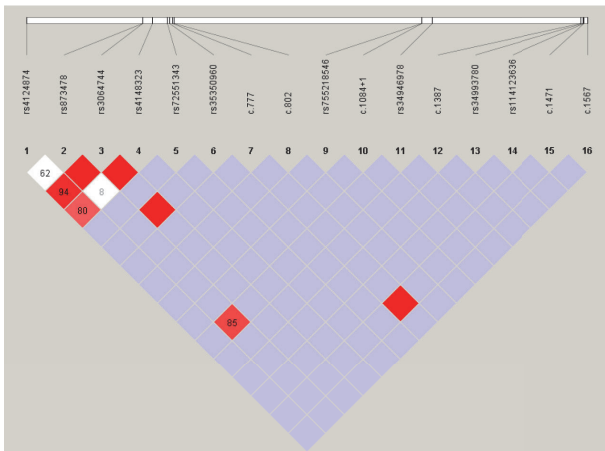 rs4124874
rs873478
rs3064744
rs4148323
rs72551343
rs35350960
c.777
c.802
rs755218546
c.1084+1
rs34946978
c.1387
rs34993780
rs114123636
c.1471
c.1567
1 2 3 4 5 6 7 8 9 10 11 12 13 14 15 16
62
94 8
80
85